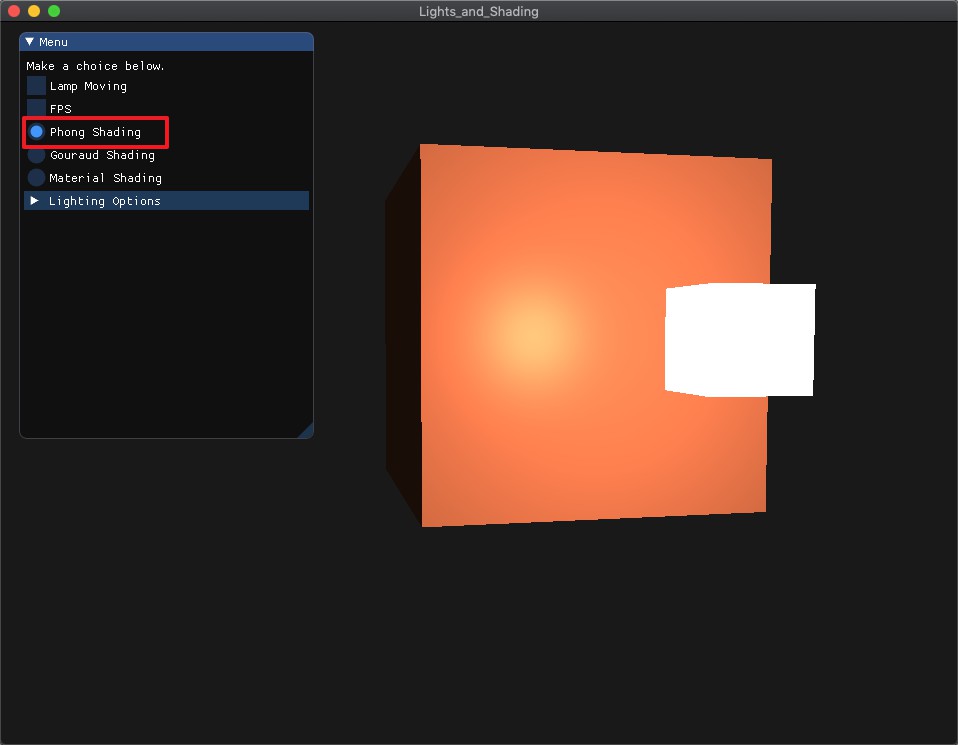 Lights_and_Shading
Menu
Make a choice below.
Lamp Moving
FPS
Phong Shading
Gouraud Shading
Material Shading
Lighting Options